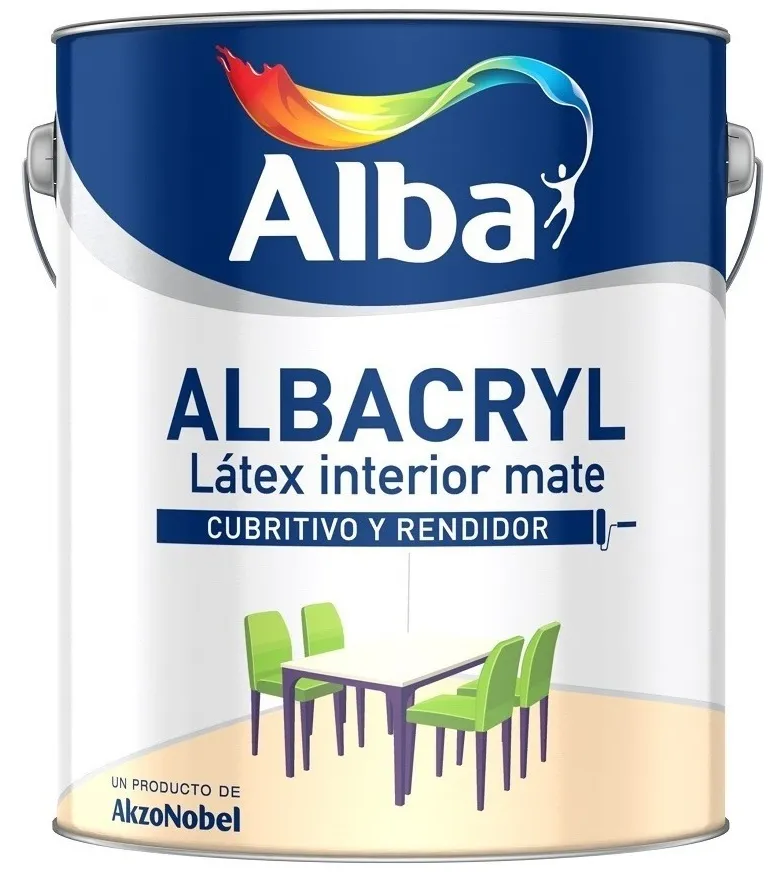 Alba
ALBACRYL
Látex interior mate
CUBRITIVO Y RENDIDOR
UN PRODUCTO DE
AkzoNobel